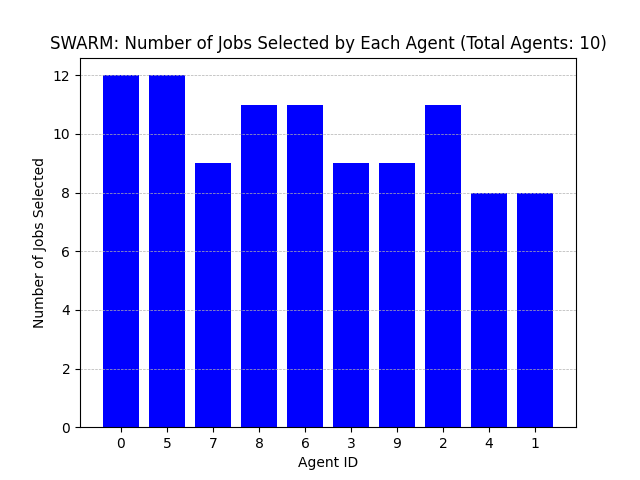 SWARM: Number of Jobs Selected by Each Agent (Total Agents: 10)
12
10
8
6
4
2
0
Number of Jobs Selected
0 5 7 8 6 3 9 2 4 1
Agent ID